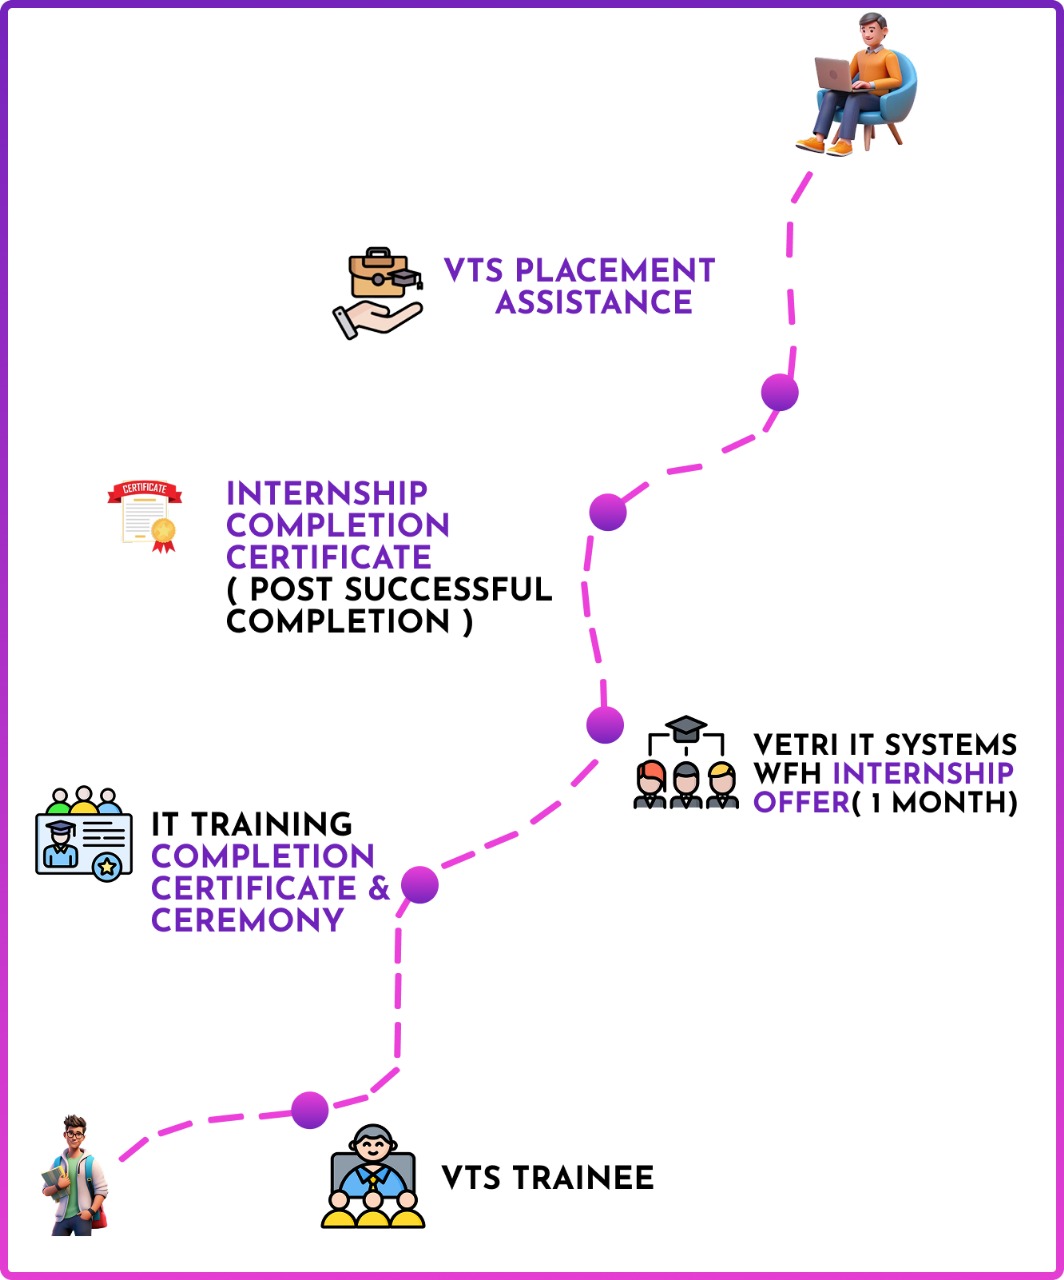 VTS PLACEMENT
ASSISTANCE
CERTIFICATE
INTERNSHIP
COMPLETION
CERTIFICATE
( POST SUCCESSFUL
COMPLETION )
VETRI IT SYSTEMS
WFH INTERNSHIP
OFFER( 1 MONTH)
IT TRAINING
COMPLETION
CERTIFICATE &
CEREMONY
VTS TRAINEE